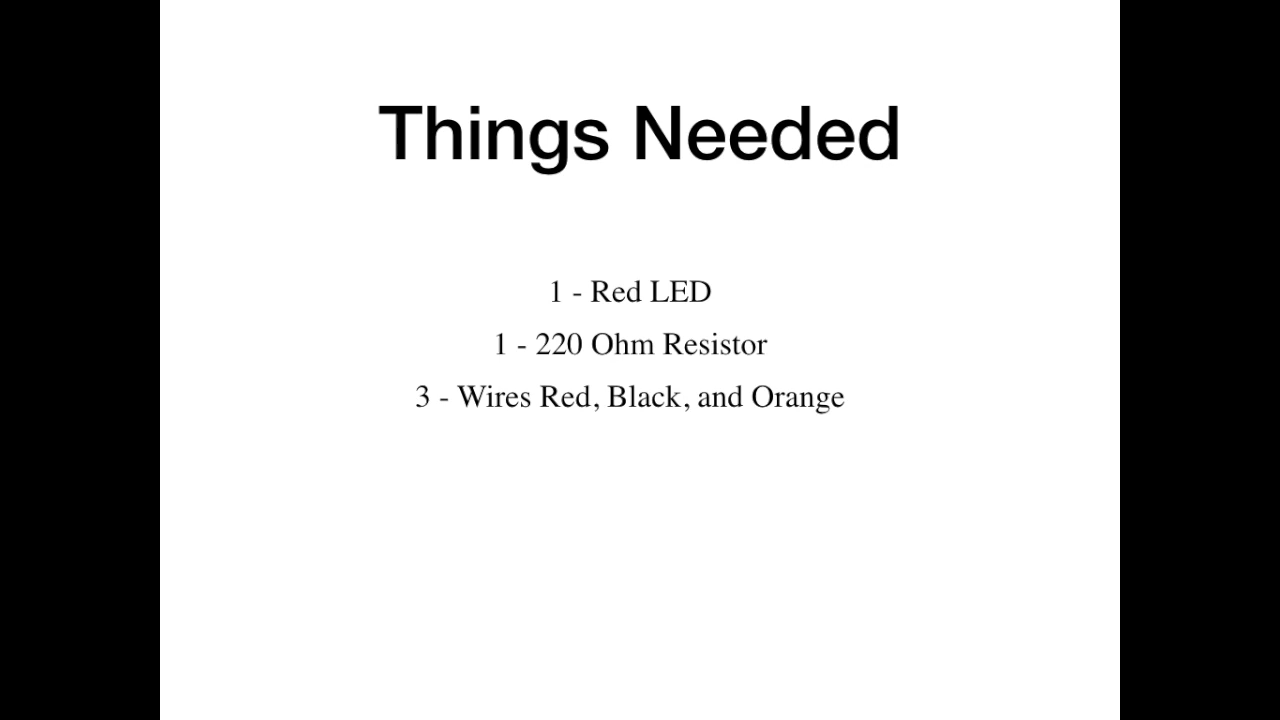 Things Needed
1 - Red LED
1 - 220 Ohm Resistor
3 - Wires Red, Black, and Orange